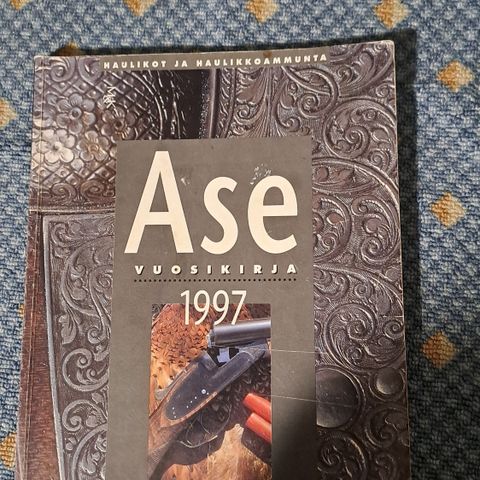 HAULIKOT JA HAULIKKOAMMUNTA
Ase
VUOSIKIRJA
1997